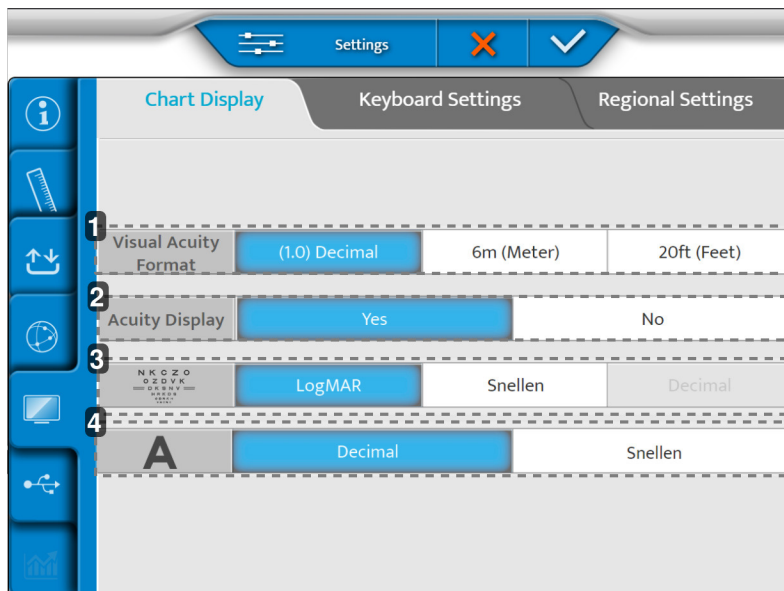 Settings
Chart Display Keyboard Settings Regional Settings
1
Visual Acuity Format (1.0) Decimal 6m (Meter) 20ft (Feet)
2
Acuity Display Yes No
3
N K C Z O
O Z D V K
LogMAR Snellen Decimal
4
A Decimal Snellen